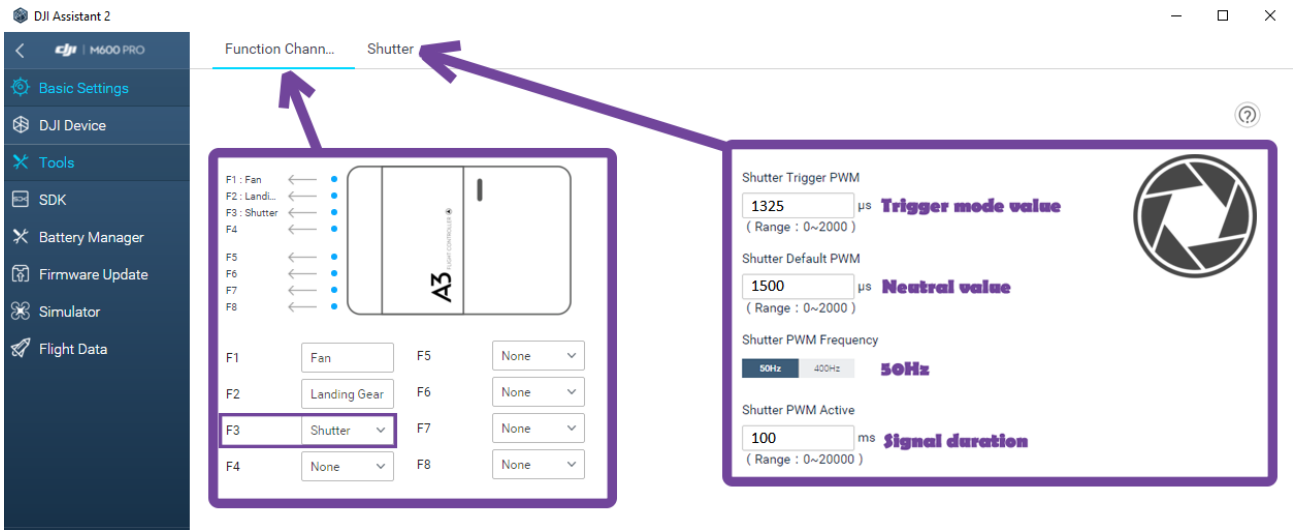 DJI Assistant 2
dji M600 PRO
Function Chann... Shutter
Basic Settings
DJI Device
Tools
SDK
Battery Manager
Firmware Update
Simulator
Flight Data
F1 : Fan
F2 : Landi...
F3 : Shutter
F4
F5
F6
F7
F8
A3
FLIGHT CONTROLLER
F1 Fan F5 None
F2 Landing Gear F6 None
F3 Shutter F7 None
F4 None F8 None
Shutter Trigger PWM
1325 μs Trigger mode value
( Range : 0~2000 )
Shutter Default PWM
1500 μs Neutral value
( Range : 0~2000 )
Shutter PWM Frequency
50Hz 400Hz 50Hz
Shutter PWM Active
100 ms Signal duration
( Range : 0~20000 )